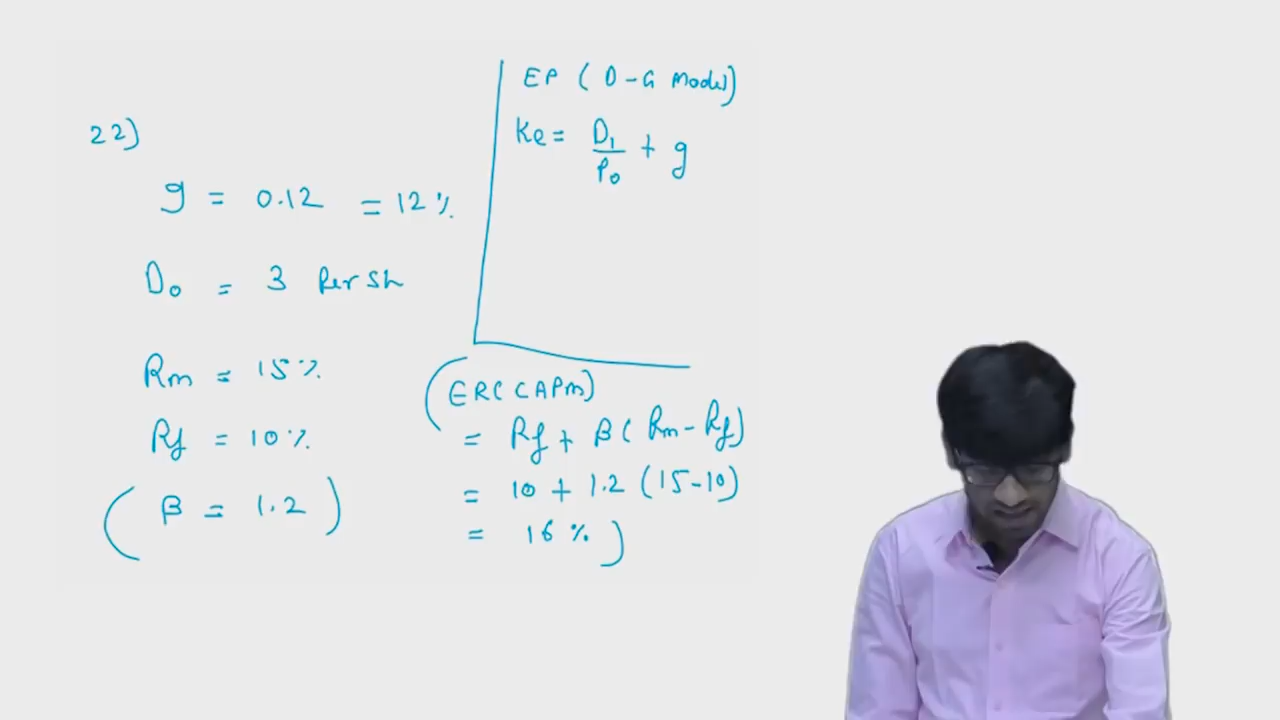 22)
g = 0.12 = 12%
D₀ = 3 Per Sh
Rm = 15%
Rf = 10%
(β = 1.2)
EP (D-G Model)
Ke = D₁/P₀ + g
(ER(CAPM)
= Rf + β(Rm - Rf)
= 10 + 1.2 (15-10)
= 16%)